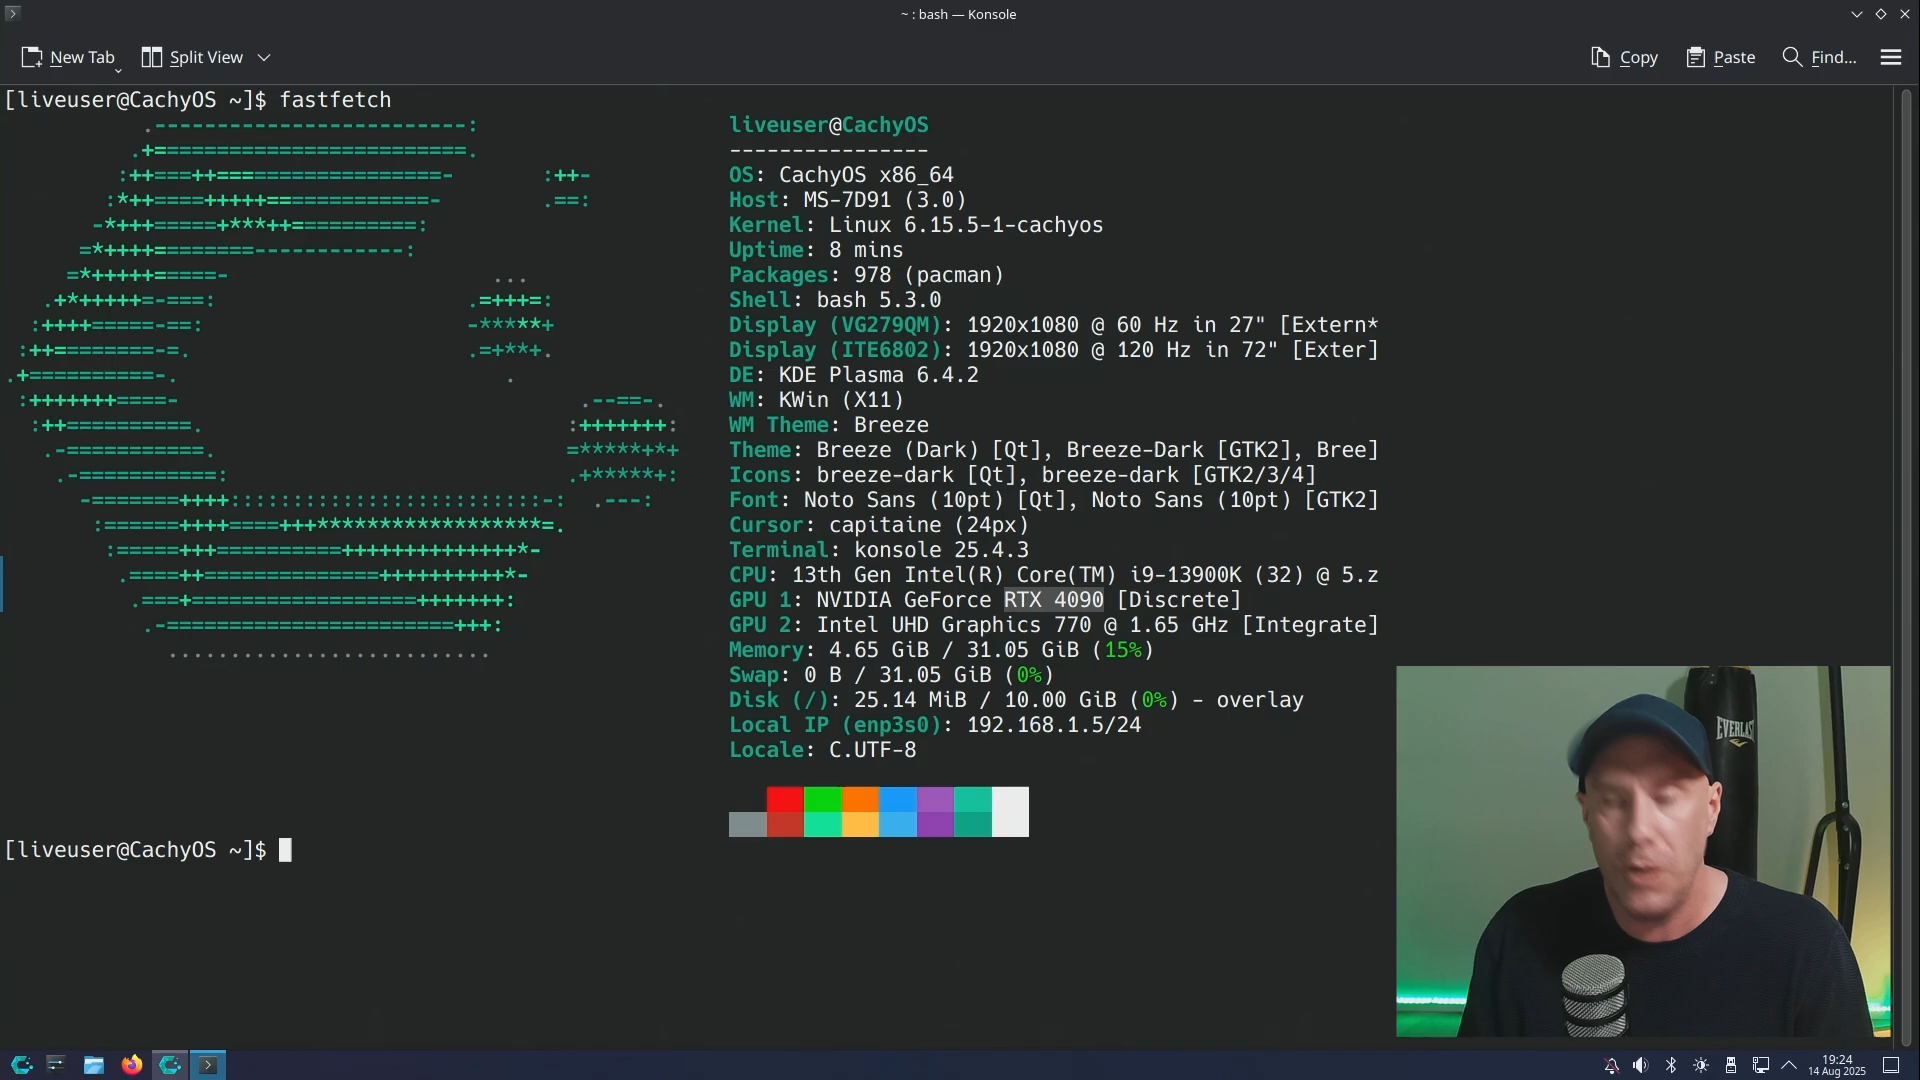 ~ : bash — Konsole
New Tab
Split View
Copy
Paste
Find...
[liveuser@CachyOS ~]$ fastfetch
liveuser@CachyOS
----------------
OS: CachyOS x86_64
Host: MS-7D91 (3.0)
Kernel: Linux 6.15.5-1-cachyos
Uptime: 8 mins
Packages: 978 (pacman)
Shell: bash 5.3.0
Display (VG279QM): 1920x1080 @ 60 Hz in 27" [Extern*
Display (ITE6802): 1920x1080 @ 120 Hz in 72" [Exter]
DE: KDE Plasma 6.4.2
WM: KWin (X11)
WM Theme: Breeze
Theme: Breeze (Dark) [Qt], Breeze-Dark [GTK2], Bree]
Icons: breeze-dark [Qt], breeze-dark [GTK2/3/4]
Font: Noto Sans (10pt) [Qt], Noto Sans (10pt) [GTK2]
Cursor: capitaine (24px)
Terminal: konsole 25.4.3
CPU: 13th Gen Intel(R) Core(TM) i9-13900K (32) @ 5.z
GPU 1: NVIDIA GeForce RTX 4090 [Discrete]
GPU 2: Intel UHD Graphics 770 @ 1.65 GHz [Integrate]
Memory: 4.65 GiB / 31.05 GiB (15%)
Swap: 0 B / 31.05 GiB (0%)
Disk (/): 25.14 MiB / 10.00 GiB (0%) - overlay
Local IP (enp3s0): 192.168.1.5/24
Locale: C.UTF-8
[liveuser@CachyOS ~]$
EVERLAST
19:24
14 Aug 2025